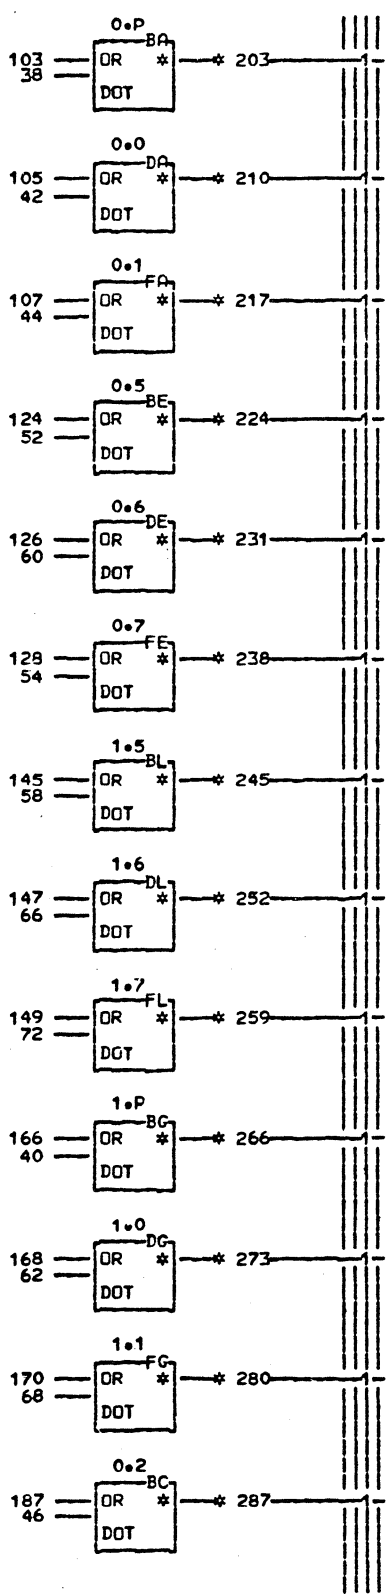 0.P
BA
103 OR * * 203
38
DOT
0.0
DA
105 OR * * 210
42
DOT
0.1
FA
107 OR * * 217
44
DOT
0.5
BE
124 OR * * 224
52
DOT
0.6
DE
126 OR * * 231
60
DOT
0.7
FE
128 OR * * 238
54
DOT
1.5
BL
145 OR * * 245
58
DOT
1.6
DL
147 OR * * 252
66
DOT
1.7
FL
149 OR * * 259
72
DOT
1.P
BG
166 OR * * 266
40
DOT
1.0
DG
168 OR * * 273
62
DOT
1.1
FG
170 OR * * 280
68
DOT
0.2
BC
187 OR * * 287
46
DOT